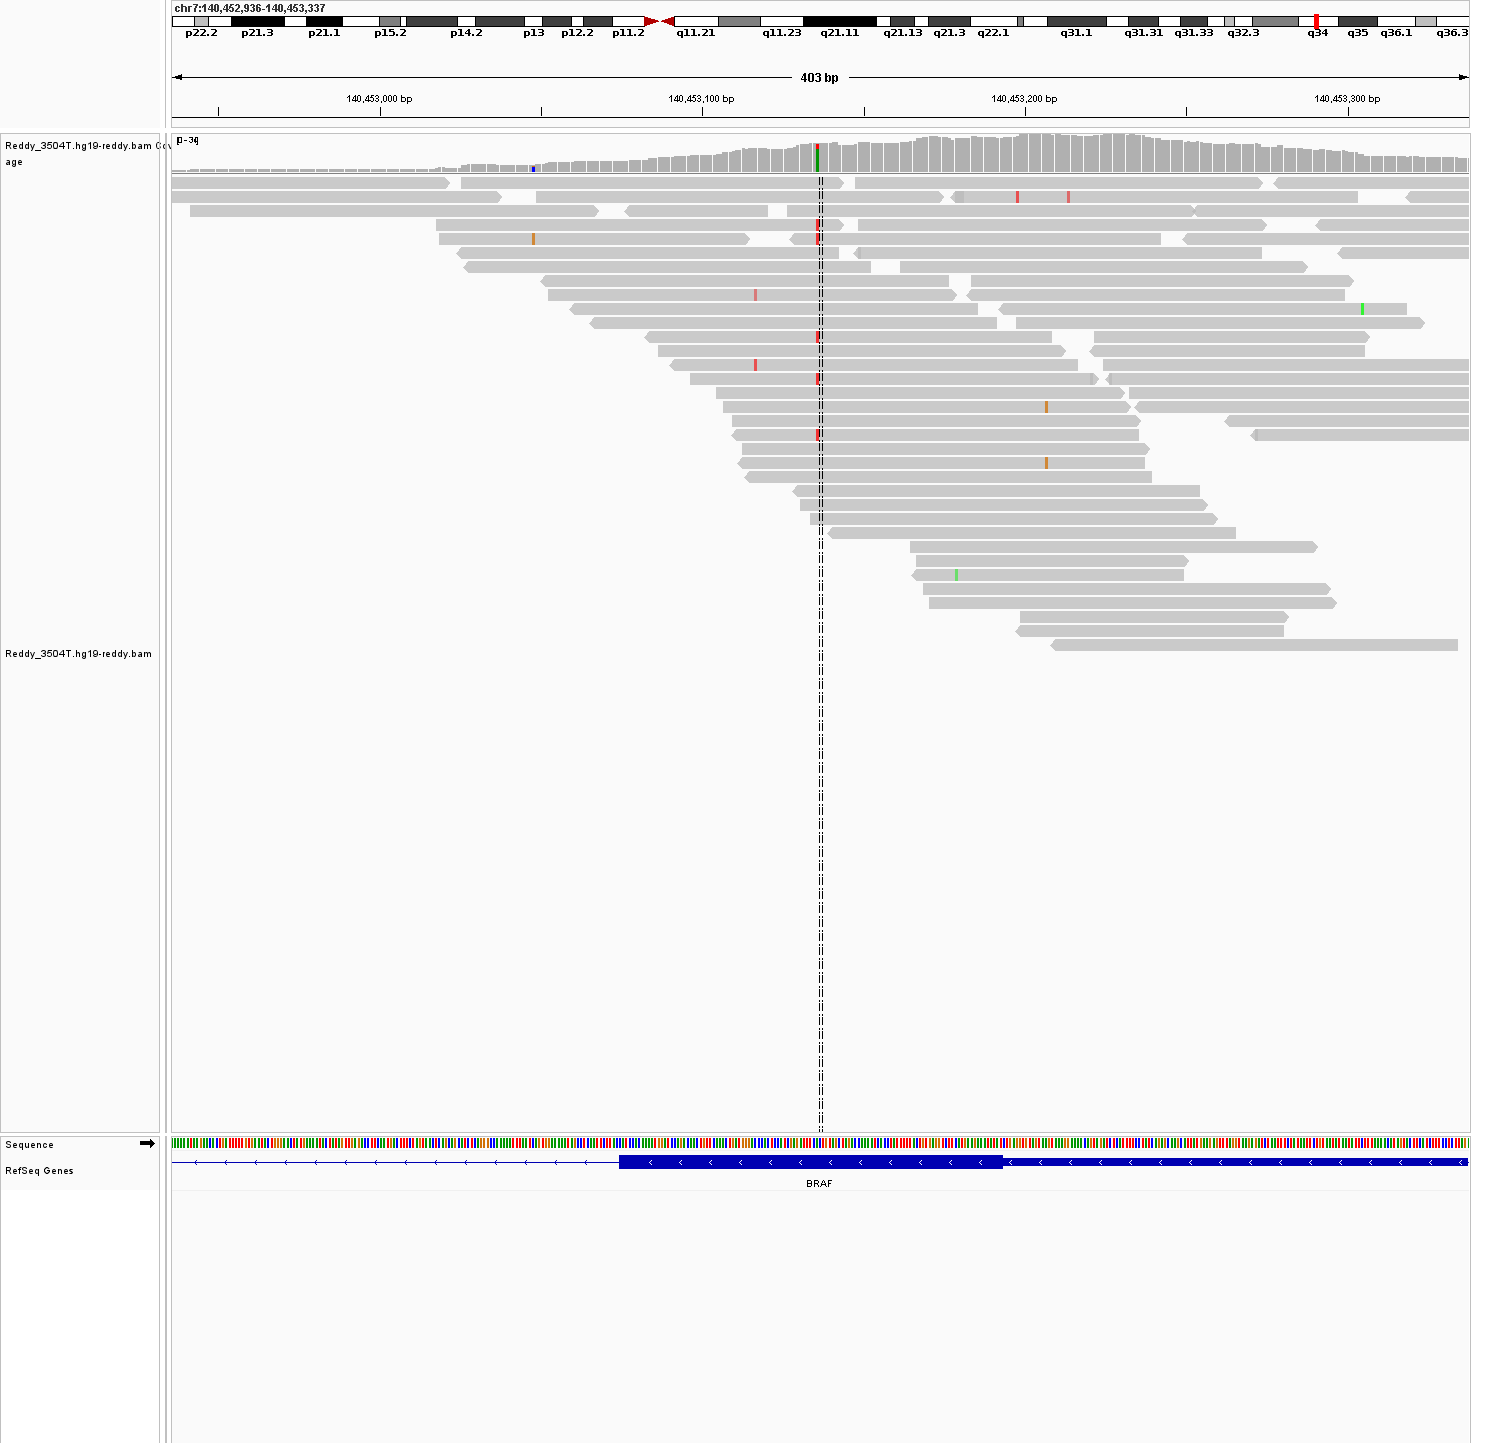 chr7:140,452,936-140,453,337
p22.2 p21.3 p21.1 p15.2 p14.2 p13 p12.2 p11.2 q11.21 q11.23 q21.11 q21.13 q21.3 q22.1 q31.1 q31.31 q31.33 q32.3 q34 q35 q36.1 q36.3
403 bp
140,453,000 bp 140,453,100 bp 140,453,200 bp 140,453,300 bp
Reddy_3504T.hg19-reddy.bam Cov
age
Reddy_3504T.hg19-reddy.bam
Sequence
RefSeq Genes
BRAF